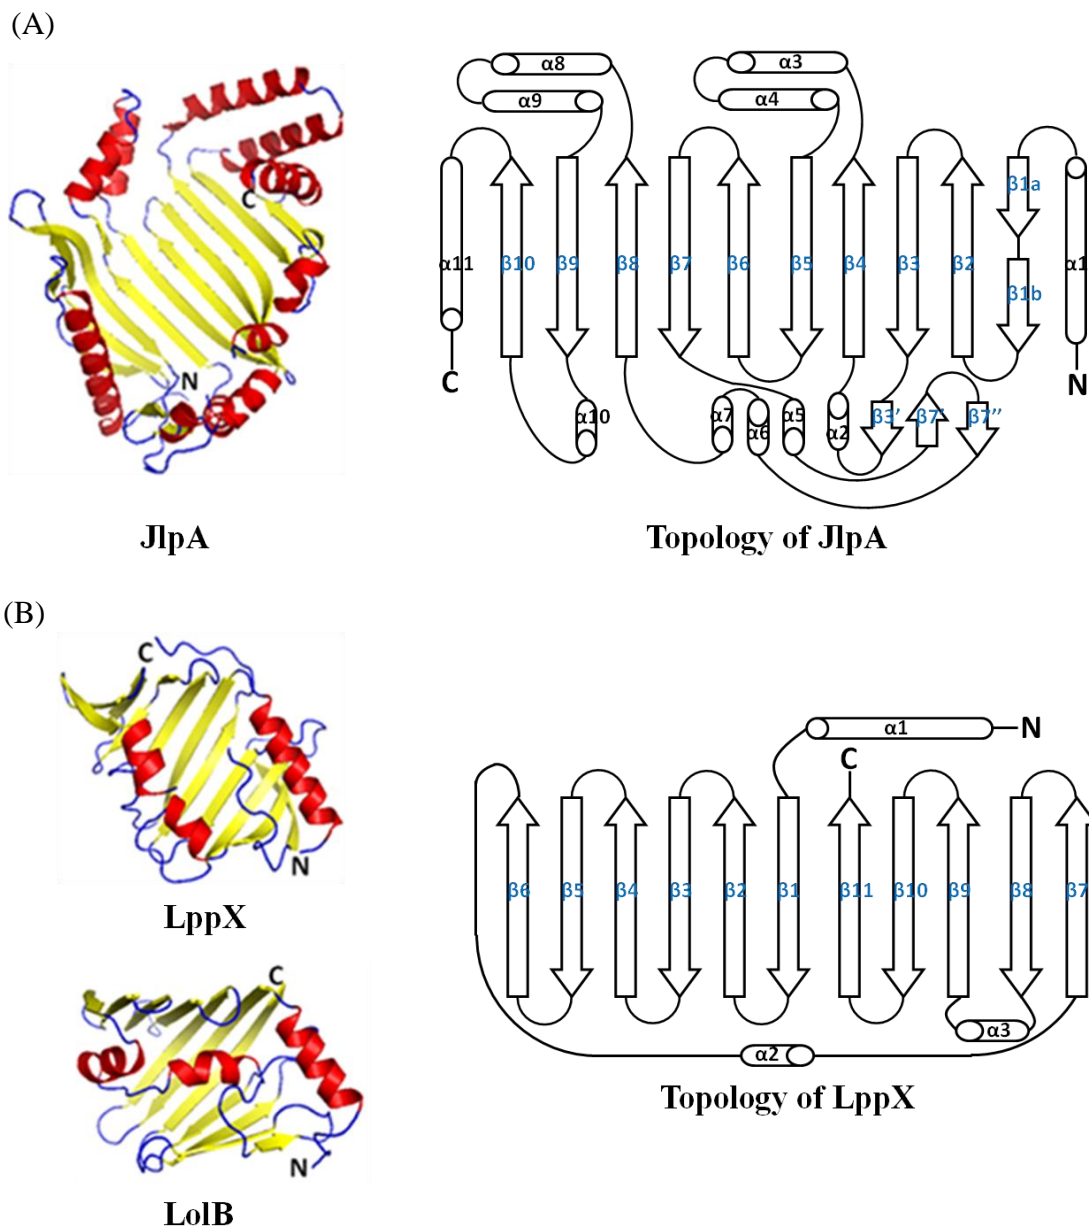 (A)
α8
α3
α9
α4
C
N
β1a
α11
β10
β9
β8
β7
β6
β5
β4
β3
β2
α1
β1b
C
N
α10
α7
α6
α5
α2
β3′
β7′
β7′′
JlpA
Topology of JlpA
(B)
C
N
LppX
α1
N
C
β6
β5
β4
β3
β2
β1
β11
β10
β9
β8
β7
α3
α2
Topology of LppX
C
N
LolB